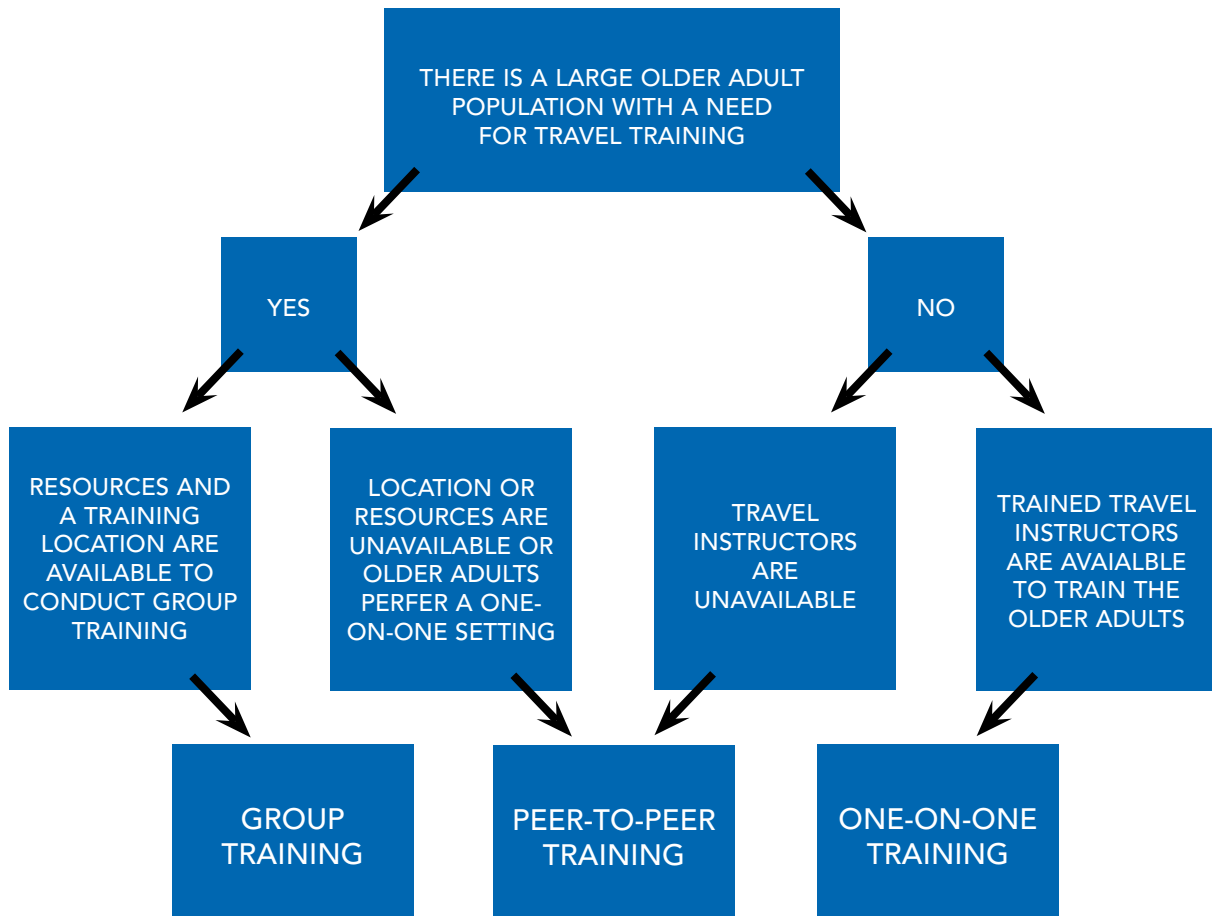 THERE IS A LARGE OLDER ADULT
POPULATION WITH A NEED
FOR TRAVEL TRAINING
YES
NO
RESOURCES AND
A TRAINING
LOCATION ARE
AVAILABLE TO
CONDUCT GROUP
TRAINING
LOCATION OR
RESOURCES ARE
UNAVAILABLE OR
OLDER ADULTS
PERFER A ONE-
ON-ONE SETTING
TRAVEL
INSTRUCTORS
ARE
UNAVAILABLE
TRAINED TRAVEL
INSTRUCTORS
ARE AVAIALBLE
TO TRAIN THE
OLDER ADULTS
GROUP
TRAINING
PEER-TO-PEER
TRAINING
ONE-ON-ONE
TRAINING